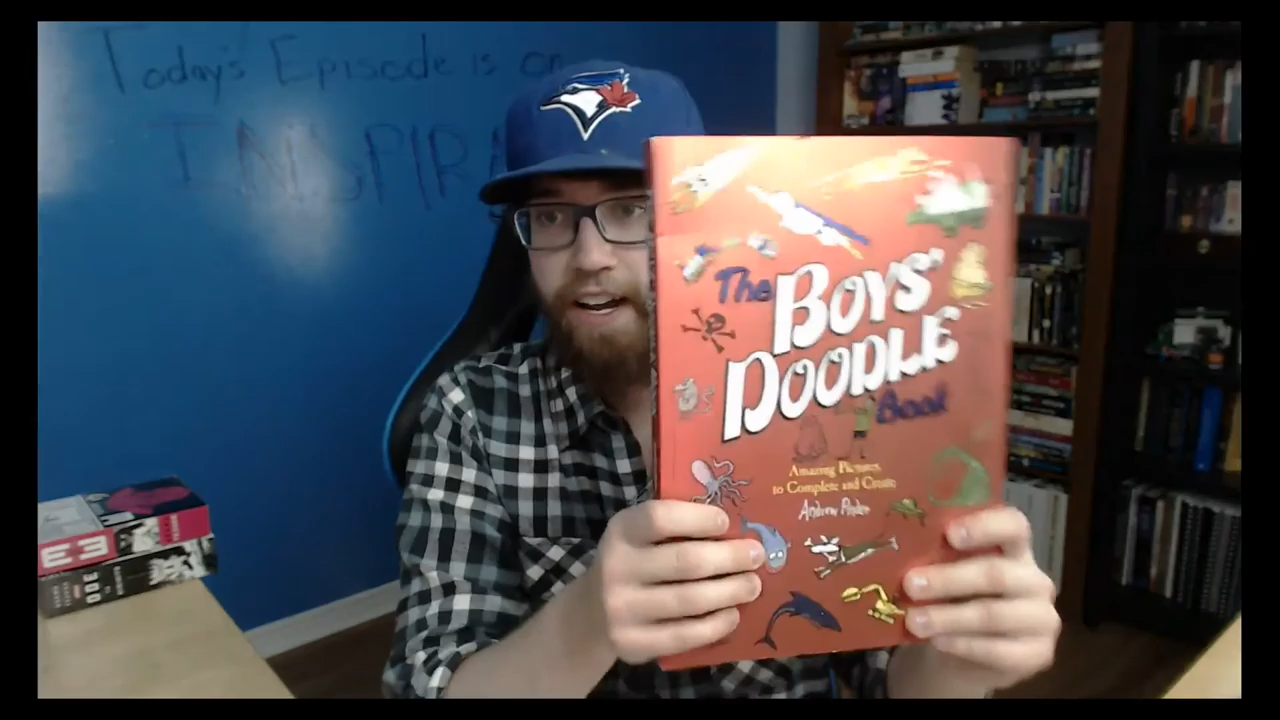 Today's Episode is on
INSPIRA
The BOYS'
DOODLE
Book
Amazing Pictures
to Complete and Create
Andrew Pinder
300